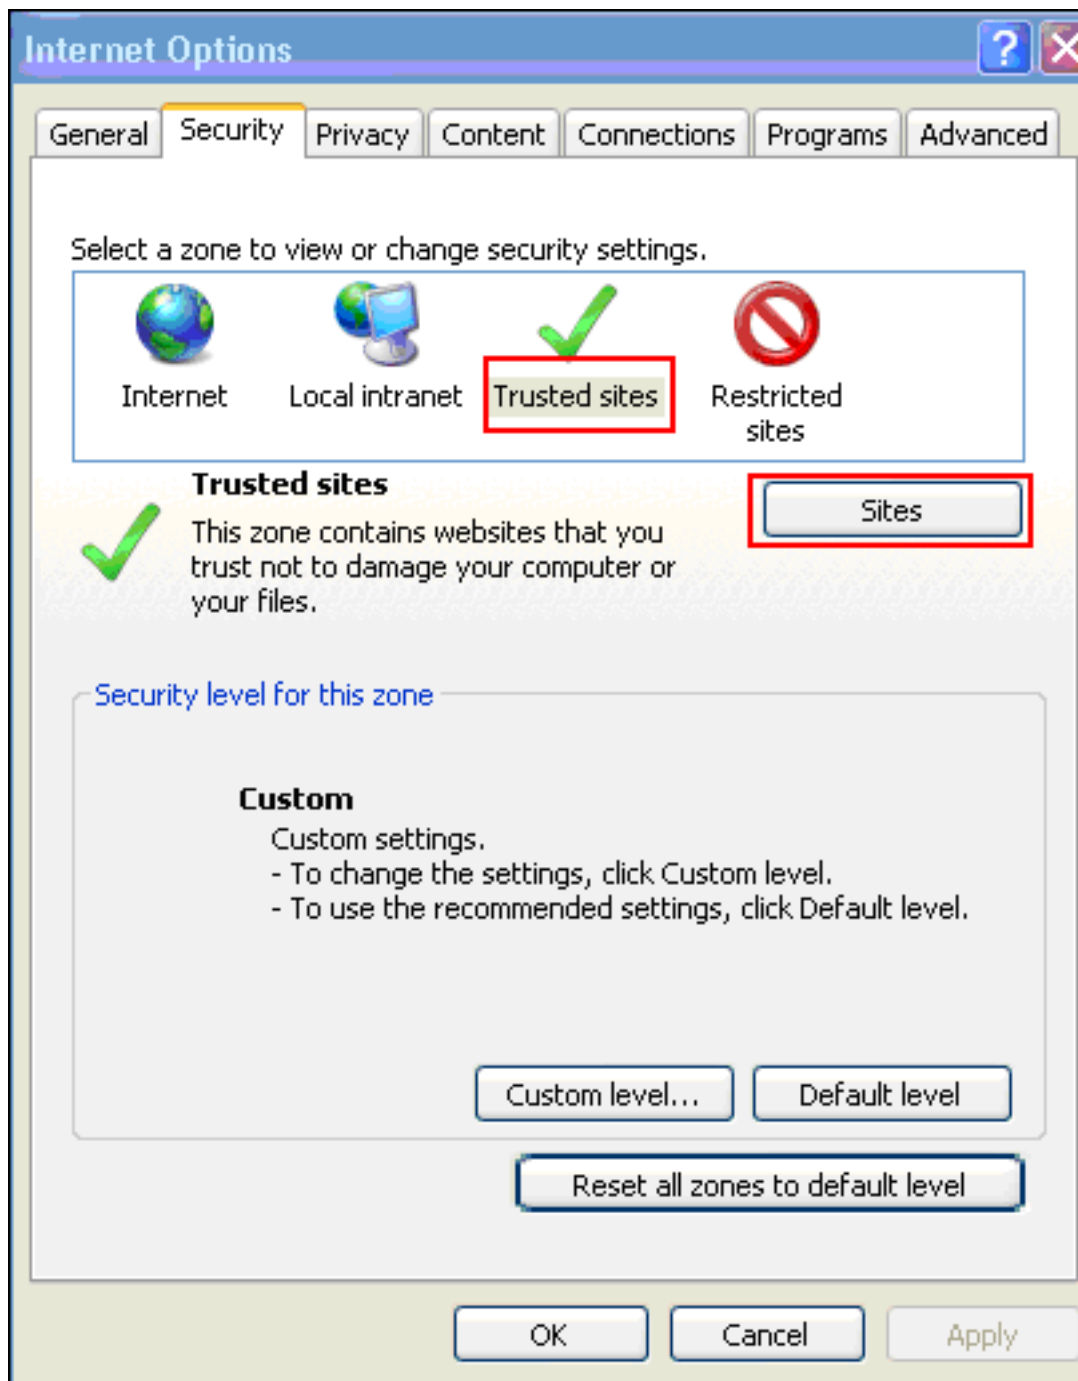 Internet Options
?
General Security Privacy Content Connections Programs Advanced
Select a zone to view or change security settings.
Internet Local intranet Trusted sites Restricted
sites
Trusted sites
Sites
This zone contains websites that you
trust not to damage your computer or
your files.
Security level for this zone
Custom
Custom settings.
- To change the settings, click Custom level.
- To use the recommended settings, click Default level.
Custom level... Default level
Reset all zones to default level
OK Cancel Apply